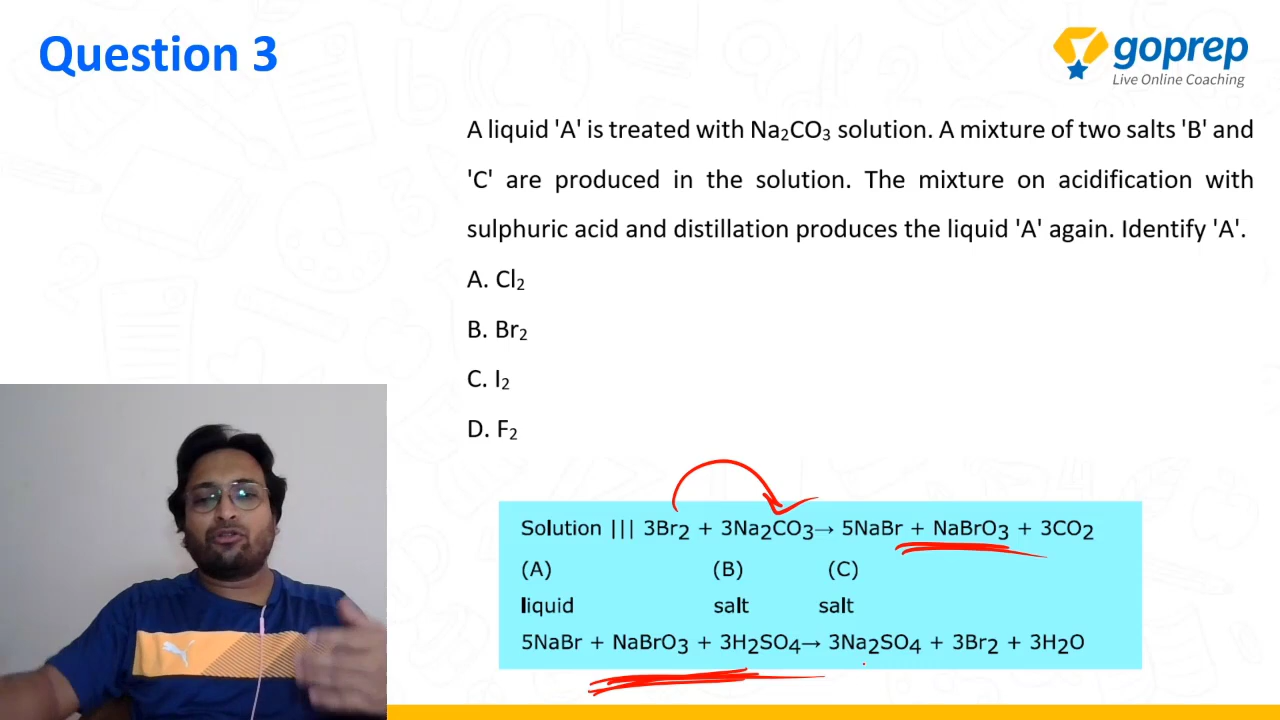 Question 3
goprep
Live Online Coaching
A liquid 'A' is treated with Na₂CO₃ solution. A mixture of two salts 'B' and
'C' are produced in the solution. The mixture on acidification with
sulphuric acid and distillation produces the liquid 'A' again. Identify 'A'.
A. Cl₂
B. Br₂
C. I₂
D. F₂
Solution ||| 3Br₂ + 3Na₂CO₃→ 5NaBr + NaBrO₃ + 3CO₂
(A) (B) (C)
liquid salt salt
5NaBr + NaBrO₃ + 3H₂SO₄→ 3Na₂SO₄ + 3Br₂ + 3H₂O